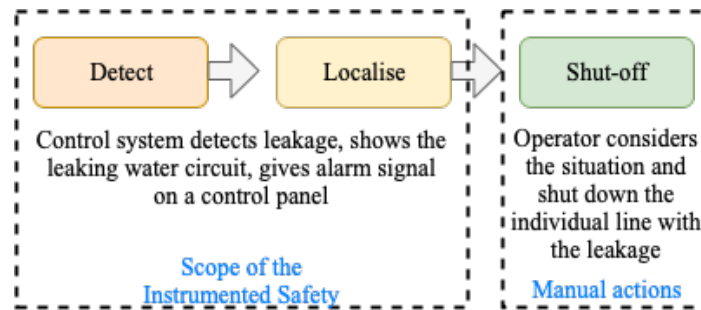 Detect
Localise
Shut-off
Control system detects leakage, shows the
leaking water circuit, gives alarm signal
on a control panel
Scope of the
Instrumented Safety
Operator considers
the situation and
shut down the
individual line with
the leakage
Manual actions